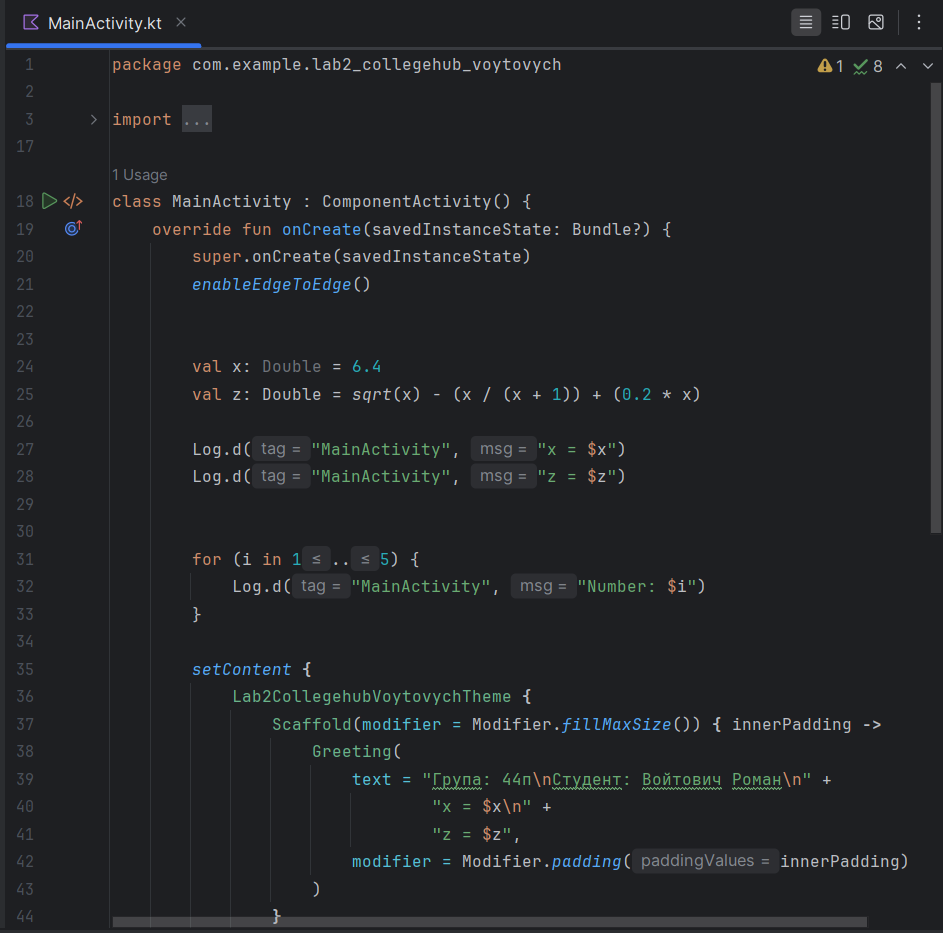 MainActivity.kt
1 package com.example.lab2_collegehub_voytovych 1 8
2
3 import ...
17
1 Usage
18 </> class MainActivity : ComponentActivity() {
19 override fun onCreate(savedInstanceState: Bundle?) {
20 super.onCreate(savedInstanceState)
21 enableEdgeToEdge()
22
23
24 val x: Double = 6.4
25 val z: Double = sqrt(x) - (x / (x + 1)) + (0.2 * x)
26
27 Log.d( tag = "MainActivity", msg = "x = $x")
28 Log.d( tag = "MainActivity", msg = "z = $z")
29
30
31 for (i in 1 ≤ .. ≤ 5) {
32 Log.d( tag = "MainActivity", msg = "Number: $i")
33 }
34
35 setContent {
36 Lab2CollegehubVoytovychTheme {
37 Scaffold(modifier = Modifier.fillMaxSize()) { innerPadding ->
38 Greeting(
39 text = "Група: 44п\nСтудент: Войтович Роман\n" +
40 "x = $x\n" +
41 "z = $z",
42 modifier = Modifier.padding( paddingValues = innerPadding)
43 )
44 }